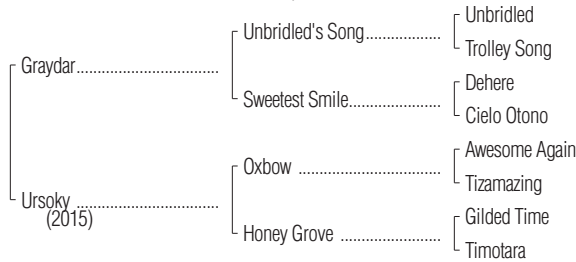 Unbridled
Unbridled's Song....................
Trolley Song
Graydar..................................
Dehere
Sweetest Smile.........................
Cielo Otono
Awesome Again
Oxbow ......................................
Tizamazing
Ursoky ...........................
(2015)
Gilded Time
Honey Grove ...........................
Timotara